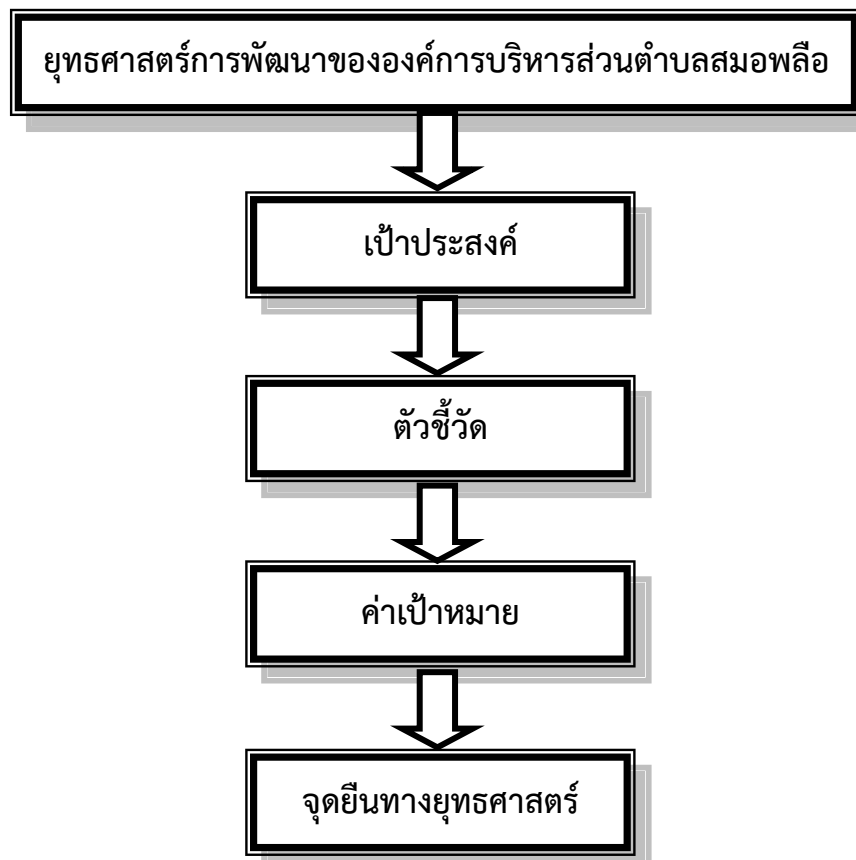 ยุทธศาสตร์การพัฒนาขององค์การบริหารส่วนตำบลสมอพลือ
เป้าประสงค์
ตัวชี้วัด
ค่าเป้าหมาย
จุดยืนทางยุทธศาสตร์